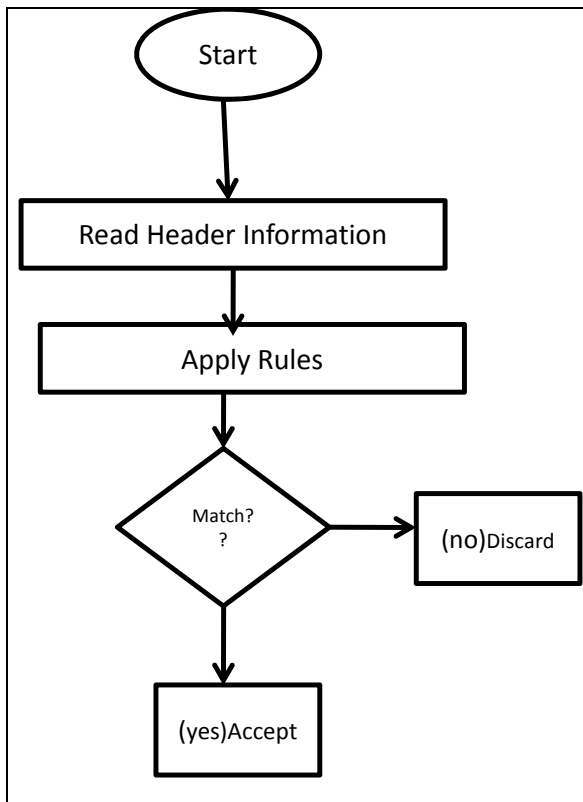 Start
Read Header Information
Apply Rules
Match?
?
(no)Discard
(yes)Accept